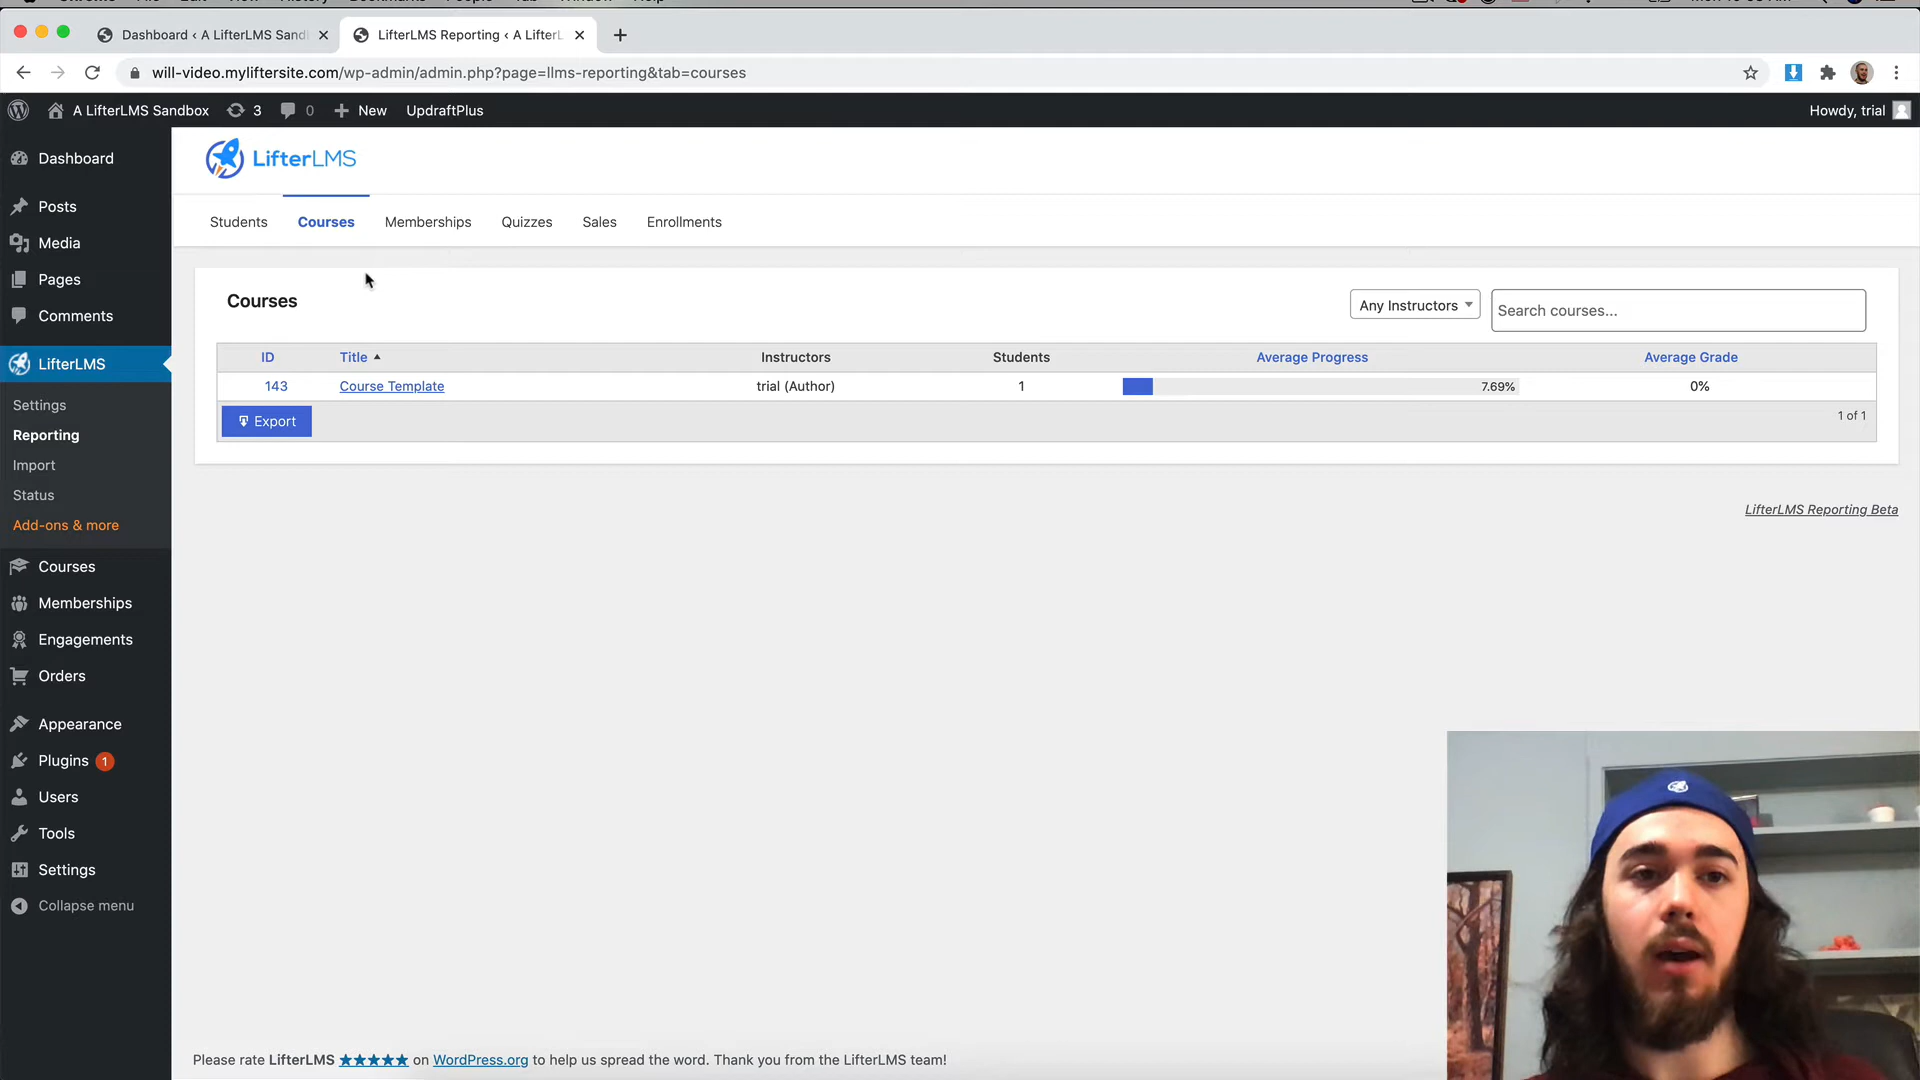 Dashboard ‹ A LifterLMS Sand
LifterLMS Reporting ‹ A Lifter
will-video.myliftersite.com/wp-admin/admin.php?page=llms-reporting&tab=courses
A LifterLMS Sandbox 3 0 New UpdraftPlus Howdy, trial
Dashboard
Posts
Media
Pages
Comments
LifterLMS
Settings
Reporting
Import
Status
Add-ons & more
Courses
Memberships
Engagements
Orders
Appearance
Plugins 1
Users
Tools
Settings
Collapse menu
LifterLMS
Students Courses Memberships Quizzes Sales Enrollments
Courses
Any Instructors Search courses...
ID Title Instructors Students Average Progress Average Grade
143 Course Template trial (Author) 1 7.69% 0%
Export 1 of 1
LifterLMS Reporting Beta
Please rate LifterLMS ★★★★★ on WordPress.org to help us spread the word. Thank you from the LifterLMS team!